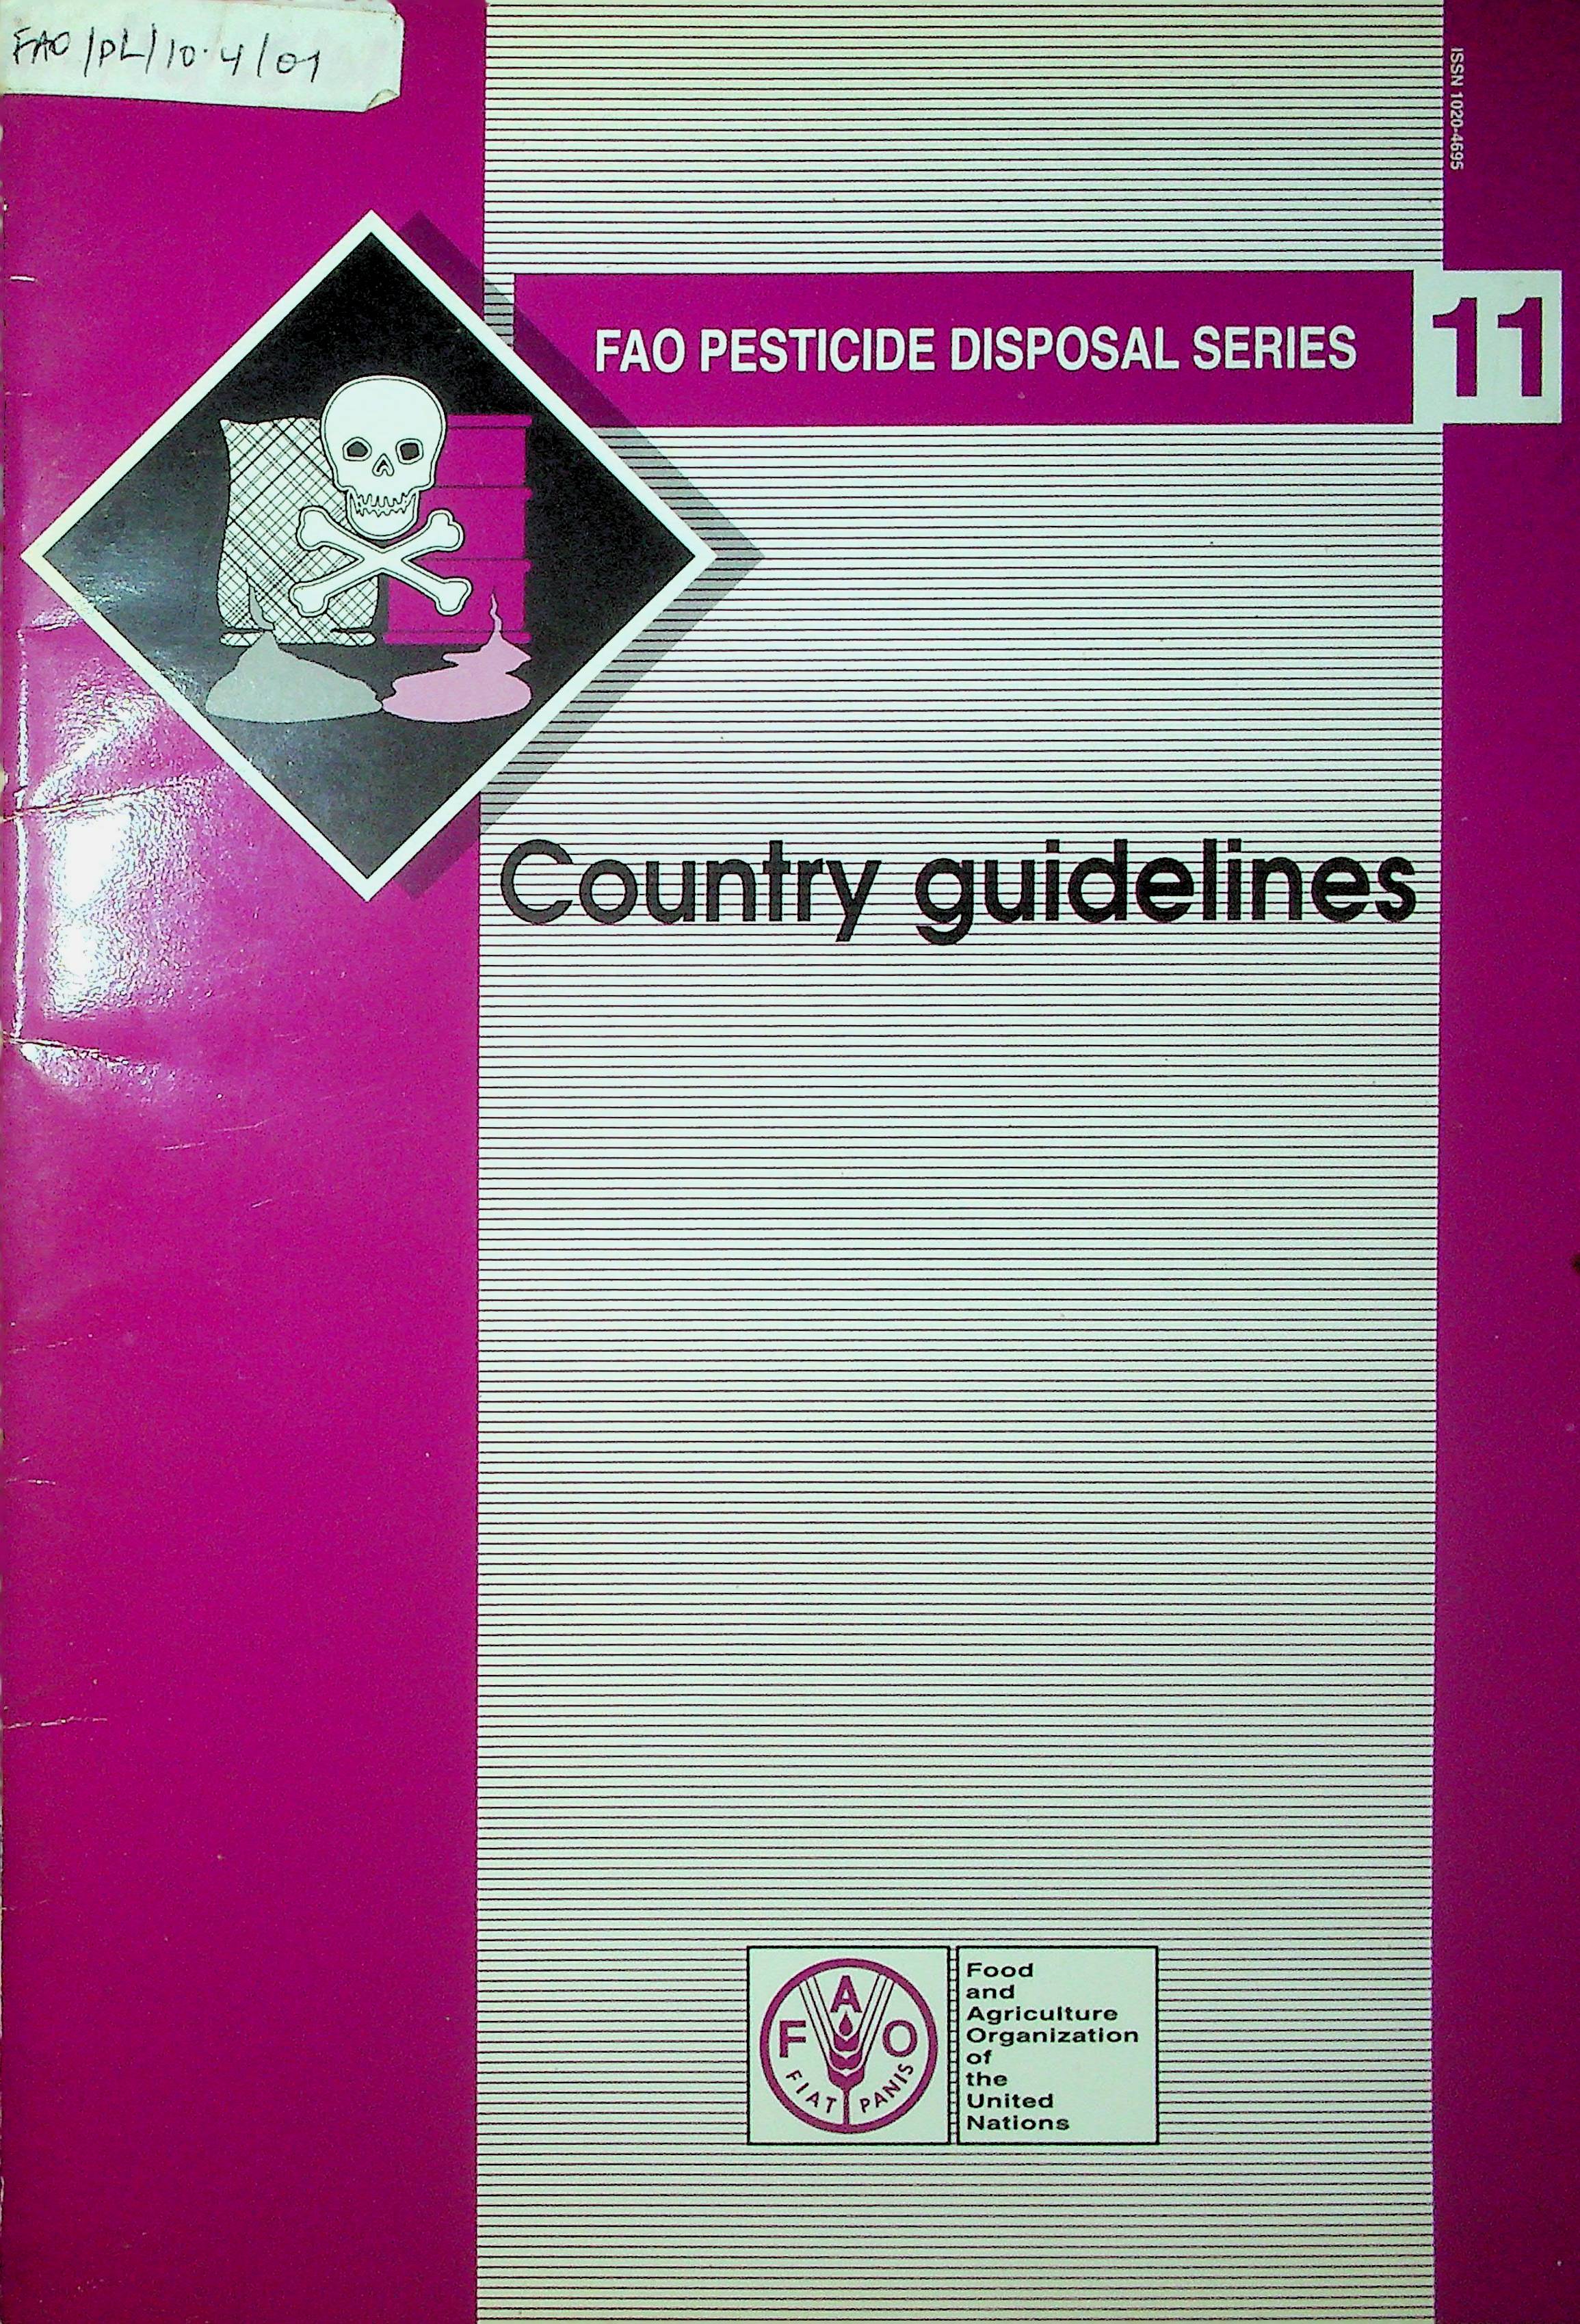 FAO/PL/10.4/01
ISSN 1020-4695
FAO PESTICIDE DISPOSAL SERIES
11
Country guidelines
F A O
FIAT PANIS
Food
and
Agriculture
Organization
of
the
United
Nations